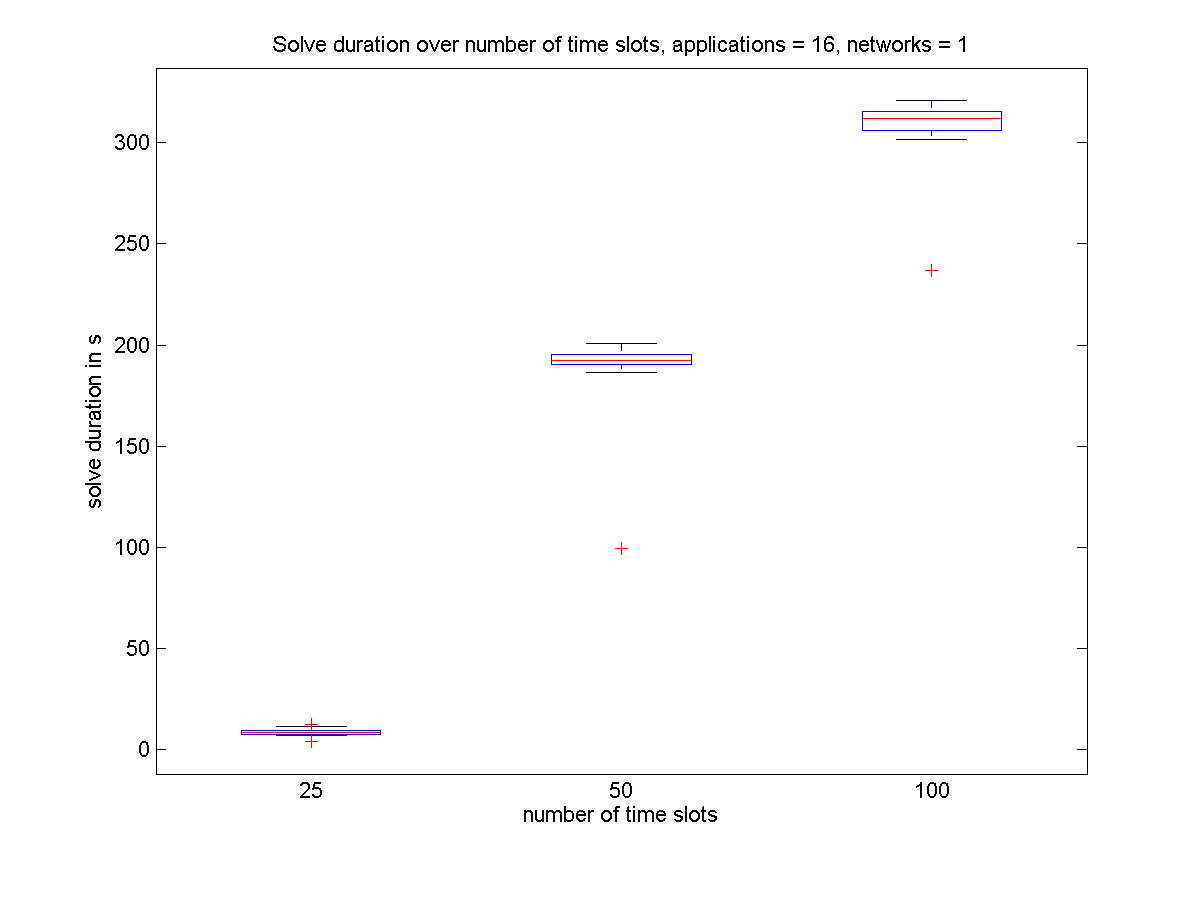 Solve duration over number of time slots, applications = 16, networks = 1
300
250
200
150
100
50
0
solve duration in s
25 50 100
number of time slots